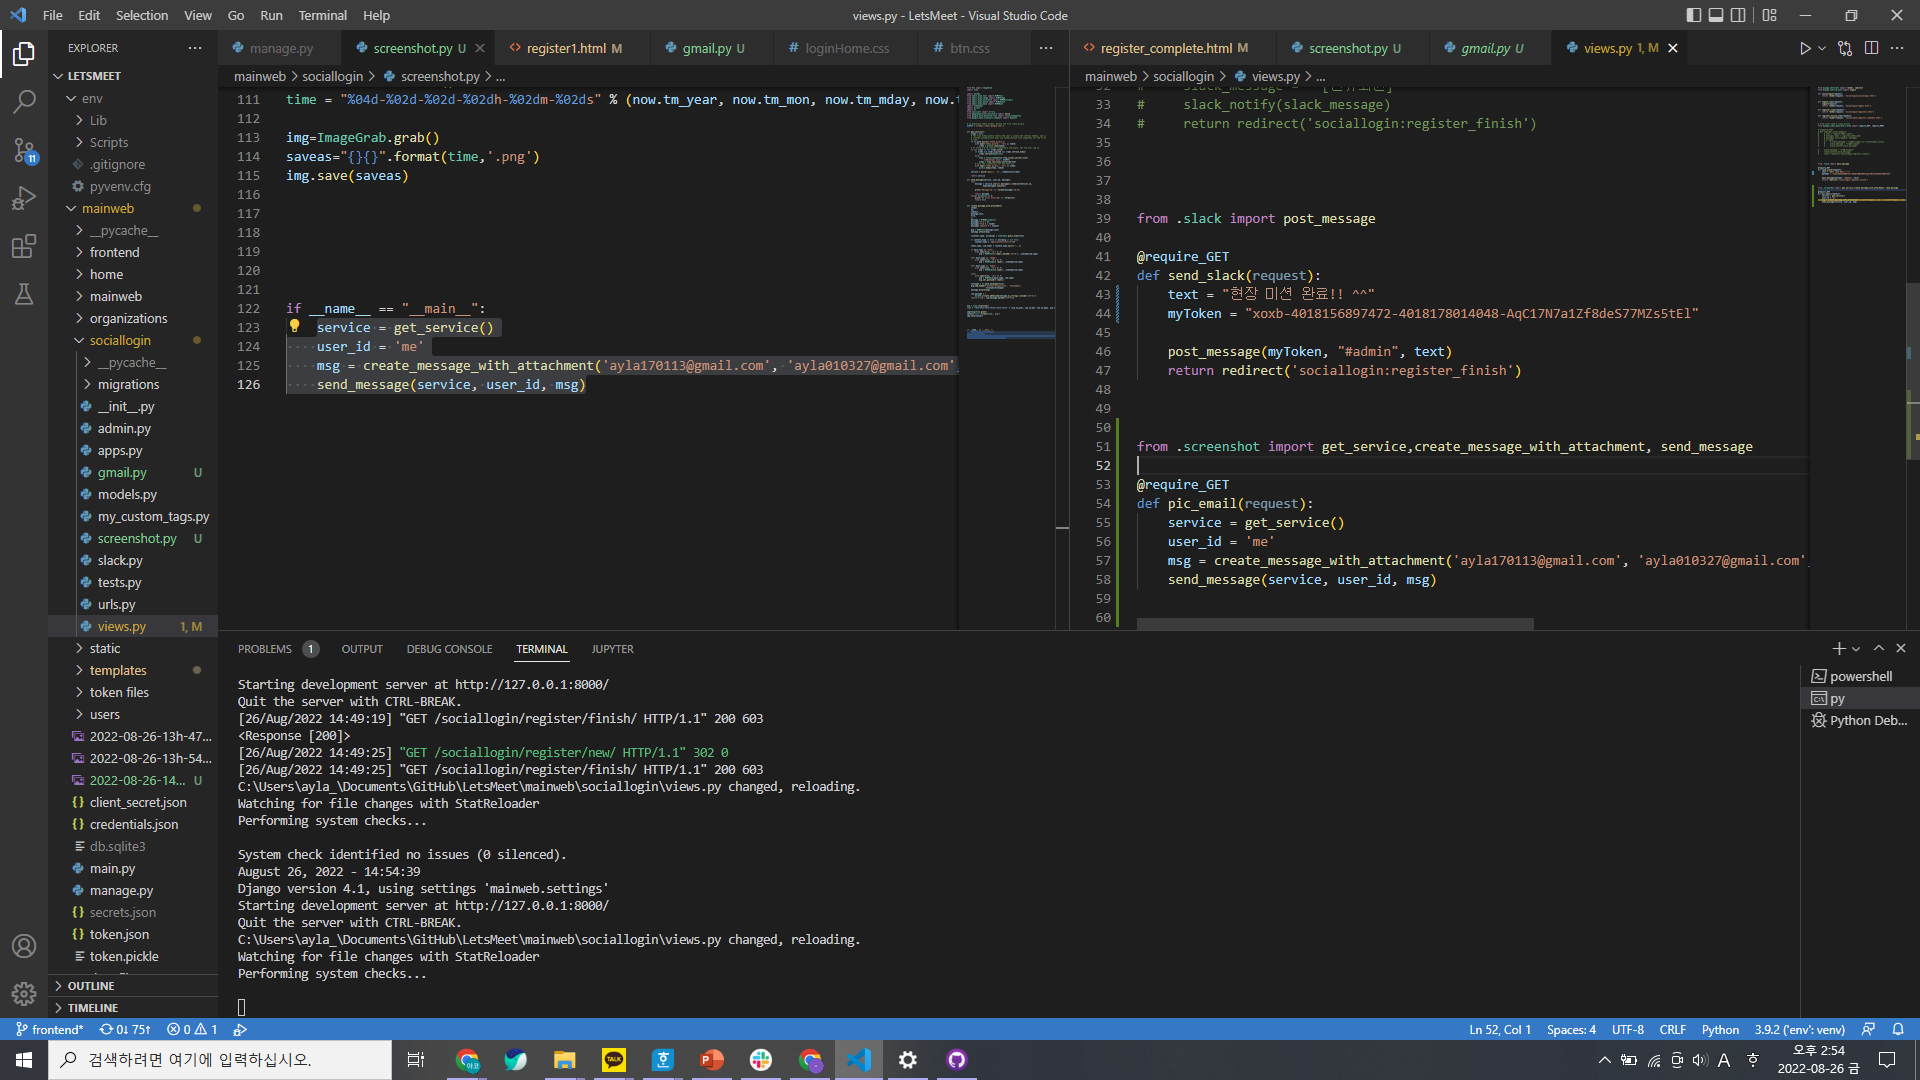 File Edit Selection View Go Run Terminal Help
views.py - LetsMeet - Visual Studio Code
EXPLORER
LETSMEET
env
Lib
Scripts
.gitignore
pyvenv.cfg
mainweb
__pycache__
frontend
home
mainweb
organizations
sociallogin
__pycache__
migrations
__init__.py
admin.py
apps.py
gmail.py U
models.py
my_custom_tags.py
screenshot.py U
slack.py
tests.py
urls.py
views.py 1, M
static
templates
token files
users
2022-08-26-13h-47...
2022-08-26-13h-54...
2022-08-26-14... U
client_secret.json
credentials.json
db.sqlite3
main.py
manage.py
secrets.json
token.json
token.pickle
OUTLINE
TIMELINE
11
manage.py
screenshot.py U
register1.html M
gmail.py U
loginHome.css
btn.css
mainweb > sociallogin > screenshot.py > ...
111 time = "%04d-%02d-%02d-%02dh-%02dm-%02ds" % (now.tm_year, now.tm_mon, now.tm_mday, now.
112
113 img=ImageGrab.grab()
114 saveas="{}{}".format(time,'.png')
115 img.save(saveas)
116
117
118
119
120
121
122 if __name__ == "__main__":
123 service = get_service()
124 user_id = 'me'
125 msg = create_message_with_attachment('ayla170113@gmail.com', 'ayla010327@gmail.com'
126 send_message(service, user_id, msg)
register_complete.html M
screenshot.py U
gmail.py U
views.py 1, M
mainweb > sociallogin > views.py > ...
33 # slack_notify(slack_message)
34 # return redirect('sociallogin:register_finish')
35
36
37
38
39 from .slack import post_message
40
41 @require_GET
42 def send_slack(request):
43 text = "현장 미션 완료!! ^^"
44 myToken = "xoxb-4018156897472-4018178014048-AqC17N7a1Zf8deS77MZs5tEl"
45
46 post_message(myToken, "#admin", text)
47 return redirect('sociallogin:register_finish')
48
49
50
51 from .screenshot import get_service,create_message_with_attachment, send_message
52
53 @require_GET
54 def pic_email(request):
55 service = get_service()
56 user_id = 'me'
57 msg = create_message_with_attachment('ayla170113@gmail.com', 'ayla010327@gmail.com'
58 send_message(service, user_id, msg)
59
60
PROBLEMS 1 OUTPUT DEBUG CONSOLE TERMINAL JUPYTER
Starting development server at http://127.0.0.1:8000/
Quit the server with CTRL-BREAK.
[26/Aug/2022 14:49:19] "GET /sociallogin/register/finish/ HTTP/1.1" 200 603
<Response [200]>
[26/Aug/2022 14:49:25] "GET /sociallogin/register/new/ HTTP/1.1" 302 0
[26/Aug/2022 14:49:25] "GET /sociallogin/register/finish/ HTTP/1.1" 200 603
C:\Users\ayla_\Documents\GitHub\LetsMeet\mainweb\sociallogin\views.py changed, reloading.
Watching for file changes with StatReloader
Performing system checks...
System check identified no issues (0 silenced).
August 26, 2022 - 14:54:39
Django version 4.1, using settings 'mainweb.settings'
Starting development server at http://127.0.0.1:8000/
Quit the server with CTRL-BREAK.
C:\Users\ayla_\Documents\GitHub\LetsMeet\mainweb\sociallogin\views.py changed, reloading.
Watching for file changes with StatReloader
Performing system checks...
powershell
py
Python Deb...
frontend* 0↓ 75↑ 0 1
Ln 52, Col 1 Spaces: 4 UTF-8 CRLF Python 3.9.2 ('env': venv)
검색하려면 여기에 입력하십시오.
TALK
A
오후 2:54
2022-08-26 금